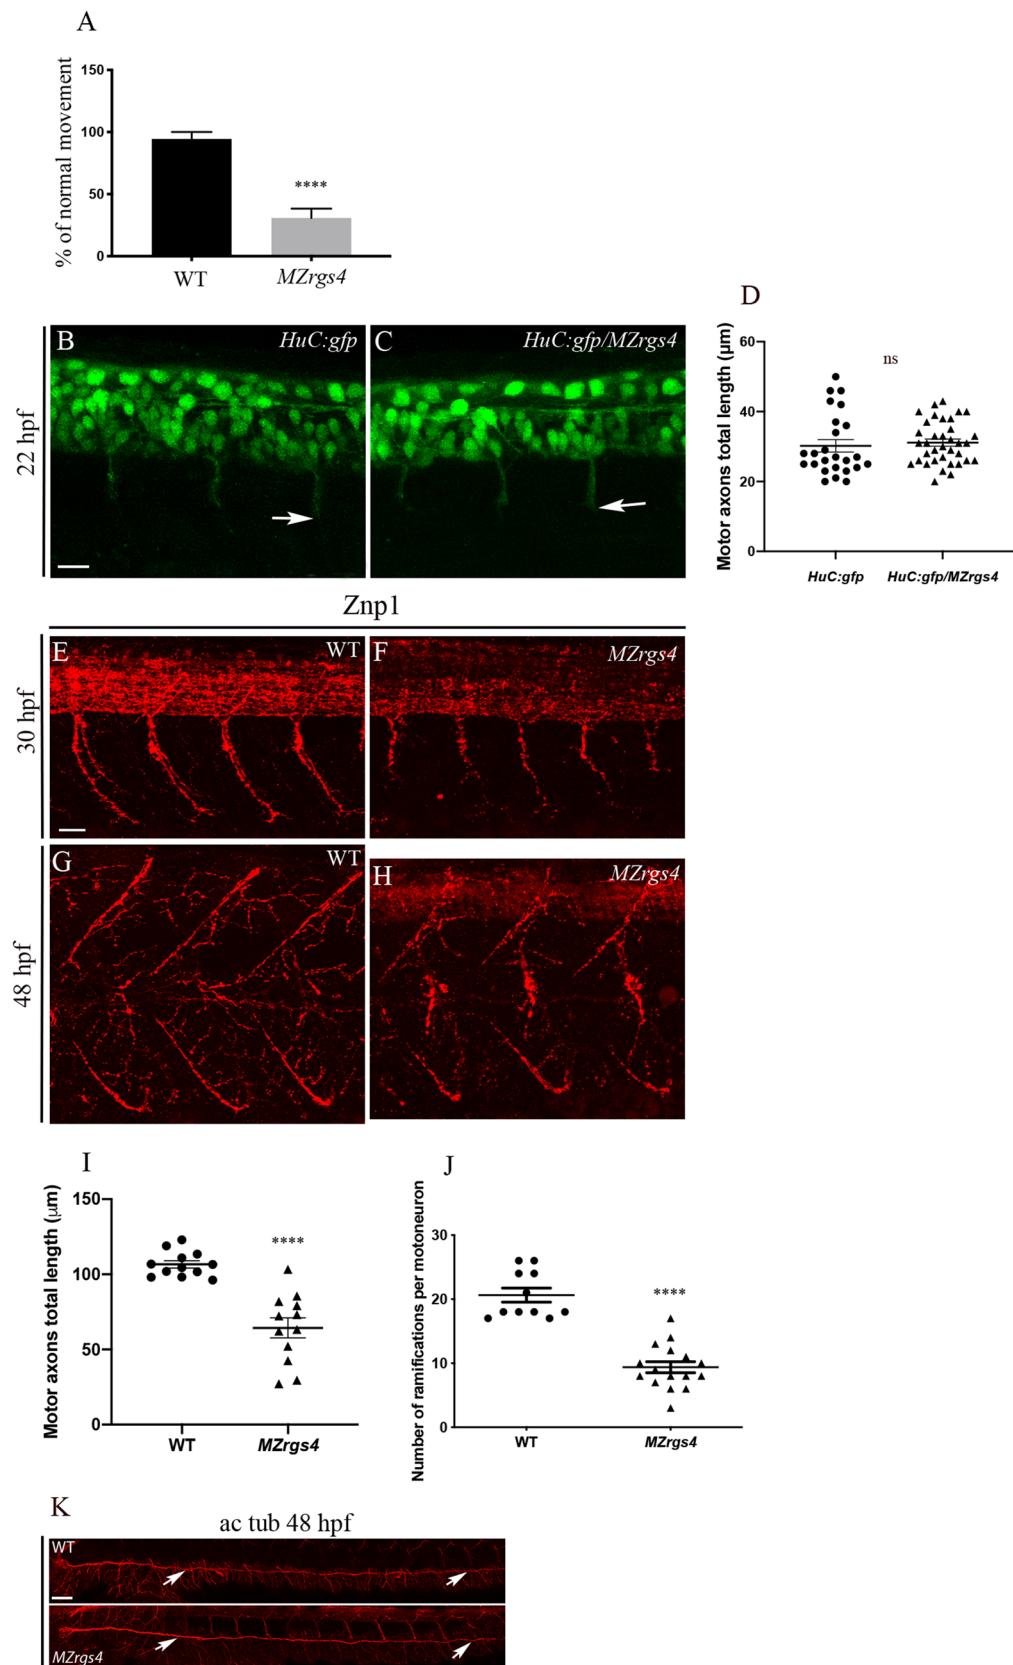 A
% of normal movement
150
100
50
0
****
WT
MZrgs4
22 hpf
B
HuC:gfp
C
HuC:gfp/MZrgs4
D
Motor axons total length (µm)
60
40
20
0
ns
HuC:gfp
HuC:gfp/MZrgs4
Znp1
30 hpf
E
WT
F
MZrgs4
48 hpf
G
WT
H
MZrgs4
I
Motor axons total length (µm)
150
100
50
0
****
WT
MZrgs4
J
Number of ramifications per motoneuron
30
20
10
0
****
WT
MZrgs4
K
ac tub 48 hpf
WT
MZrgs4